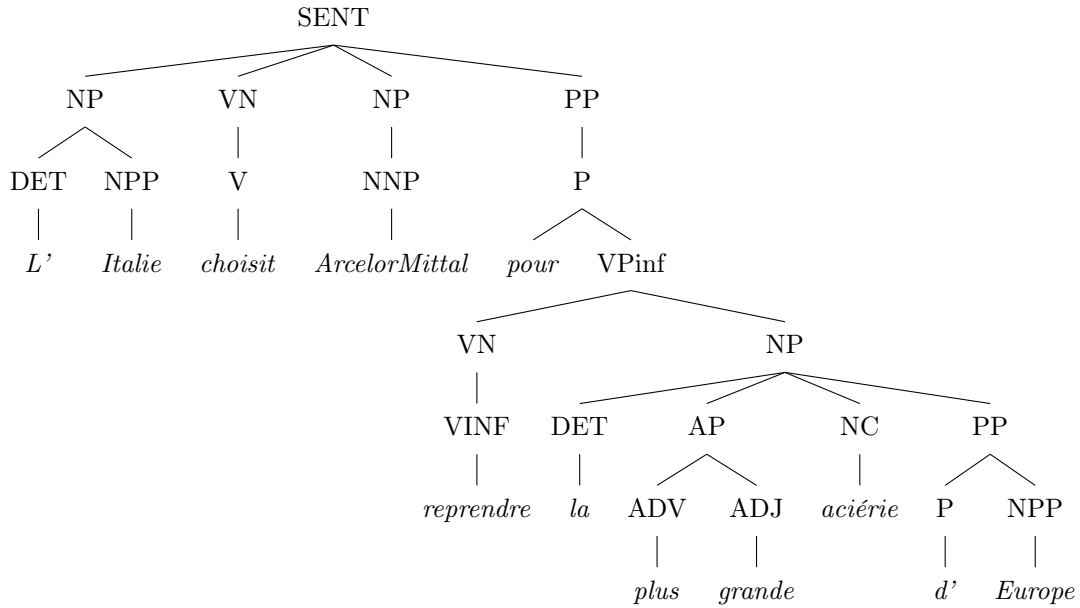 SENT
NP VN NP PP
DET NPP V NNP P
L’ Italie choisit ArcelorMittal pour VPinf
VN NP
VINF DET AP NC PP
reprendre la ADV ADJ aciérie P NPP
plus grande d’ Europe